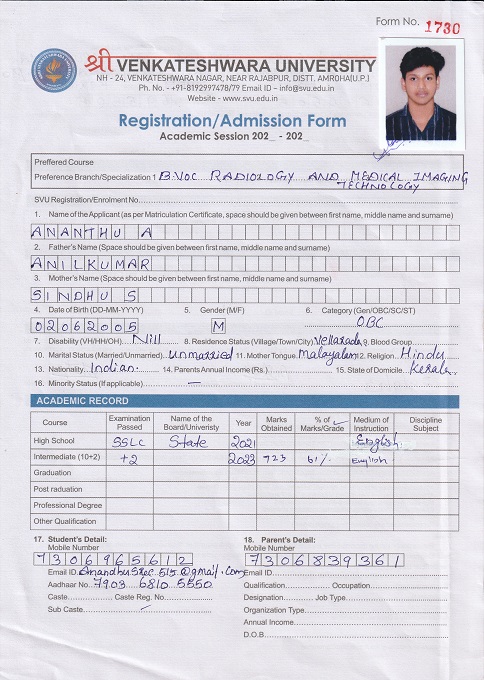 Form No. 1730
श्री VENKATESHWARA UNIVERSITY
NH - 24, VENKATESHWARA NAGAR, NEAR RAJABPUR, DISTT. AMROHA(U.P.)
Ph. No. - +91-8192997478/79 Email ID – info@svu.edu.in
Website - www.svu.edu.in
Registration/Admission Form
Academic Session 202_ - 202_
Preffered Course
Preference Branch/Specialization 1 B.VOC RADIOLOGY AND MEDICAL IMAGING
TECHNOLOGY
SVU Registration/Enrolment No.
1. Name of the Applicant (as per Matriculation Certificate, space should be given between first name, middle name and surname)
ANANTHU A
2. Father's Name (Space should be given between first name, middle name and surname)
ANILKUMAR
3. Mother's Name (Space should be given between first name, middle name and surname)
SINDHU S
4. Date of Birth (DD-MM-YYYY) 5. Gender (M/F) 6. Category (Gen/OBC/SC/ST)
02062005 M OBC
7. Disability (VH/HH/OH) Nill 8. Residence Status (Village/Town/City) Vellarada 9. Blood Group
10. Marital Status (Married/Unmarried) unmarried 11. Mother Tongue Malayalam 12. Religion Hindu
13. Nationality Indian 14. Parents Annual Income (Rs.) 15. State of Domicile Kerala
16. Minority Status (If applicable) —
ACADEMIC RECORD
Course Examination Passed Name of the Board/Univeristy Year Marks Obtained % of Marks/Grade Medium of Instruction Discipline Subject
High School SSLC State 2021 English
Intermediate (10+2) +2 2023 723 61% English
Graduation
Post raduation
Professional Degree
Other Qualification
17. Student's Detail: 18. Parent's Detail:
Mobile Number Mobile Number
7306965612 7306839361
Email ID @gmail.com Email ID
Aadhar No. 7903 6810 5550 Qualification Occupation
Caste Caste Reg. No. Designation Job Type
Sub Caste Organization Type
Annual Income
D.O.B.